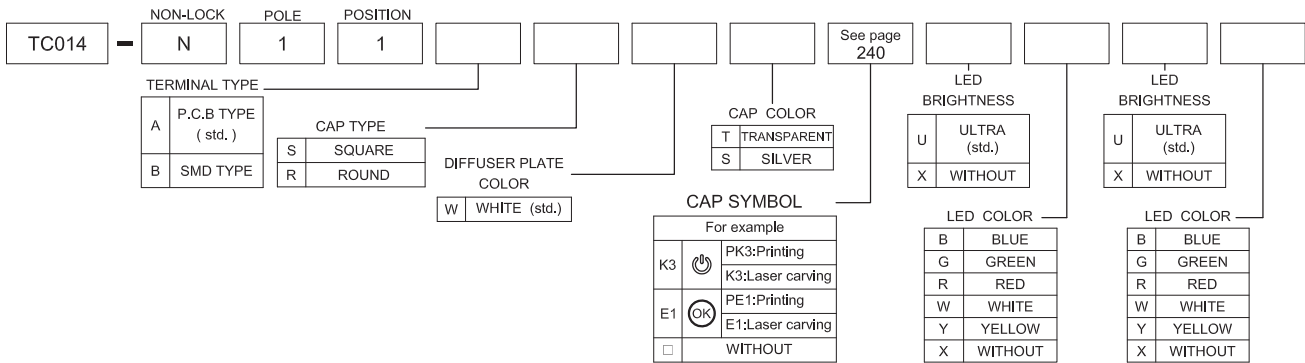 NON-LOCK POLE POSITION
TC014 - N 1 1 See page 240
TERMINAL TYPE
A P.C.B TYPE ( std. )
B SMD TYPE
CAP TYPE
S SQUARE
R ROUND
DIFFUSER PLATE COLOR
W WHITE (std.)
CAP COLOR
T TRANSPARENT
S SILVER
CAP SYMBOL
For example
K3 PK3:Printing
K3:Laser carving
E1 OK PE1:Printing
E1:Laser carving
□ WITHOUT
LED BRIGHTNESS
U ULTRA (std.)
X WITHOUT
LED COLOR
B BLUE
G GREEN
R RED
W WHITE
Y YELLOW
X WITHOUT
LED BRIGHTNESS
U ULTRA (std.)
X WITHOUT
LED COLOR
B BLUE
G GREEN
R RED
W WHITE
Y YELLOW
X WITHOUT